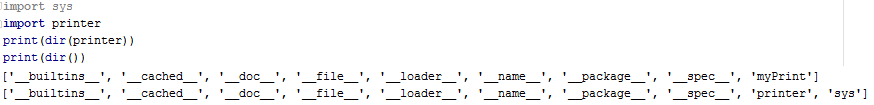 import sys
import printer
print(dir(printer))
print(dir())
['__builtins__', '__cached__', '__doc__', '__file__', '__loader__', '__name__', '__package__', '__spec__', 'myPrint']
['__builtins__', '__cached__', '__doc__', '__file__', '__loader__', '__name__', '__package__', '__spec__', 'printer', 'sys']